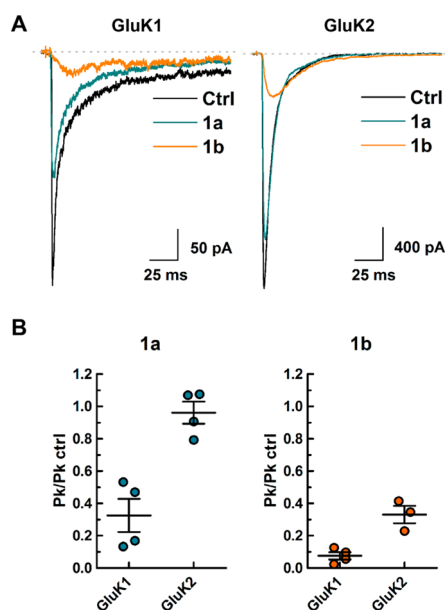 A
GluK1
GluK2
Ctrl
1a
1b
50 pA
25 ms
Ctrl
1a
1b
400 pA
25 ms
B
1a
1b
Pk/Pk ctrl
1.2
1.0
0.8
0.6
0.4
0.2
0.0
GluK1
GluK2
Pk/Pk ctrl
1.2
1.0
0.8
0.6
0.4
0.2
0.0
GluK1
GluK2